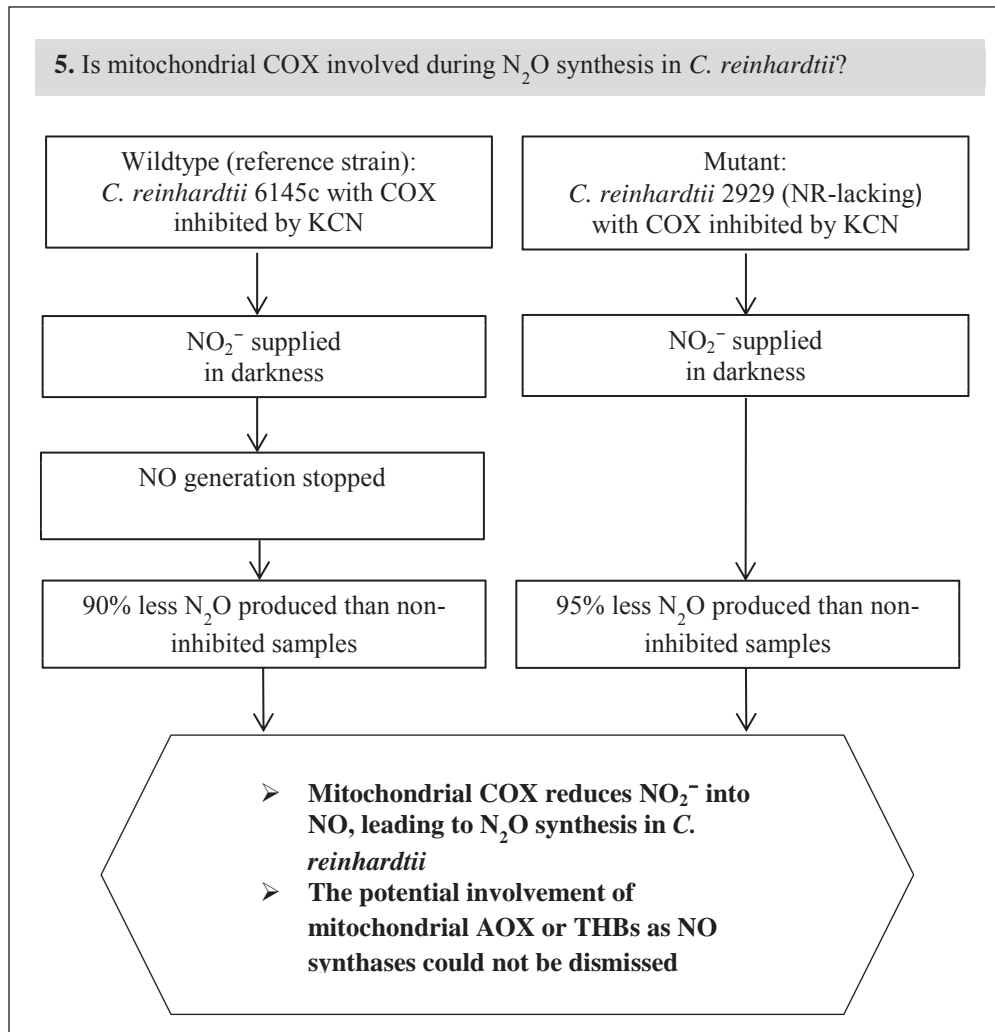 5. Is mitochondrial COX involved during N₂O synthesis in C. reinhardtii?
Wildtype (reference strain):
C. reinhardtii 6145c with COX
inhibited by KCN
Mutant:
C. reinhardtii 2929 (NR-lacking)
with COX inhibited by KCN
NO₂⁻ supplied
in darkness
NO₂⁻ supplied
in darkness
NO generation stopped
90% less N₂O produced than non-
inhibited samples
95% less N₂O produced than non-
inhibited samples
➢ Mitochondrial COX reduces NO₂⁻ into
NO, leading to N₂O synthesis in C.
reinhardtii
➢ The potential involvement of
mitochondrial AOX or THBs as NO
synthases could not be dismissed